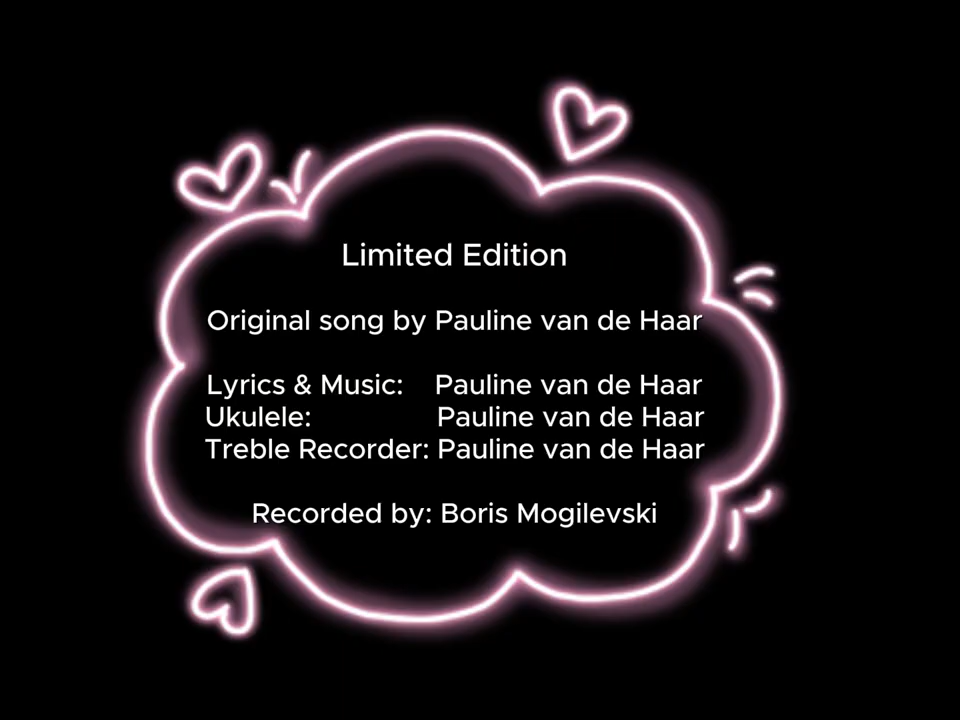 Limited Edition
Original song by Pauline van de Haar
Lyrics & Music: Pauline van de Haar
Ukulele: Pauline van de Haar
Treble Recorder: Pauline van de Haar
Recorded by: Boris Mogilevski